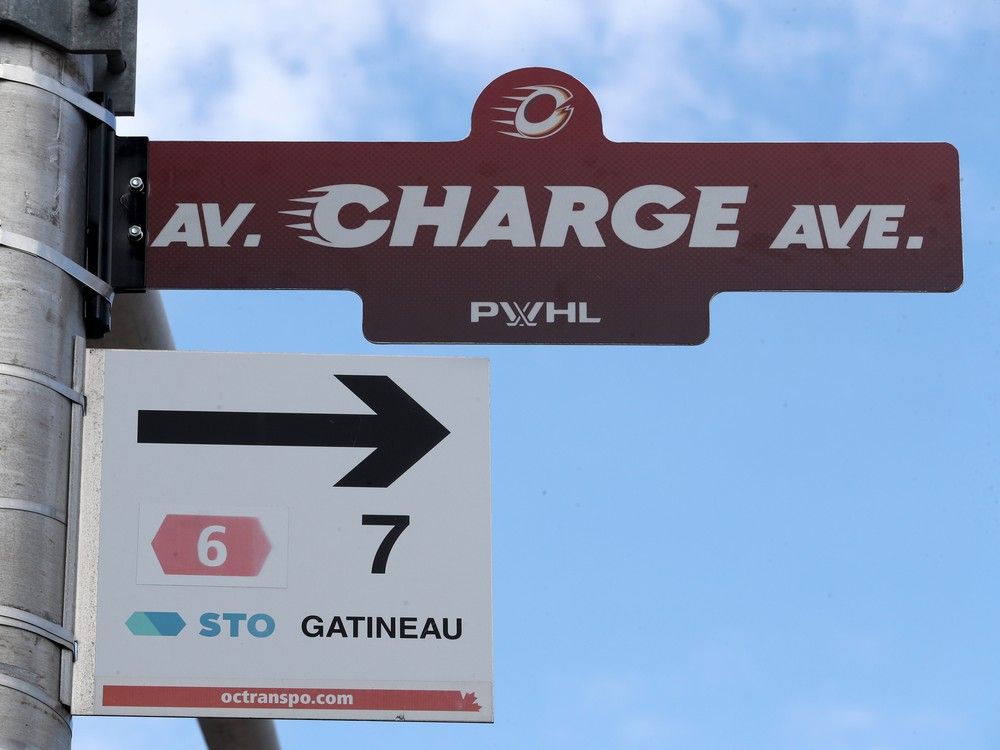 AV. CHARGE AVE.
PWHL
6 7
STO GATINEAU
octranspo.com